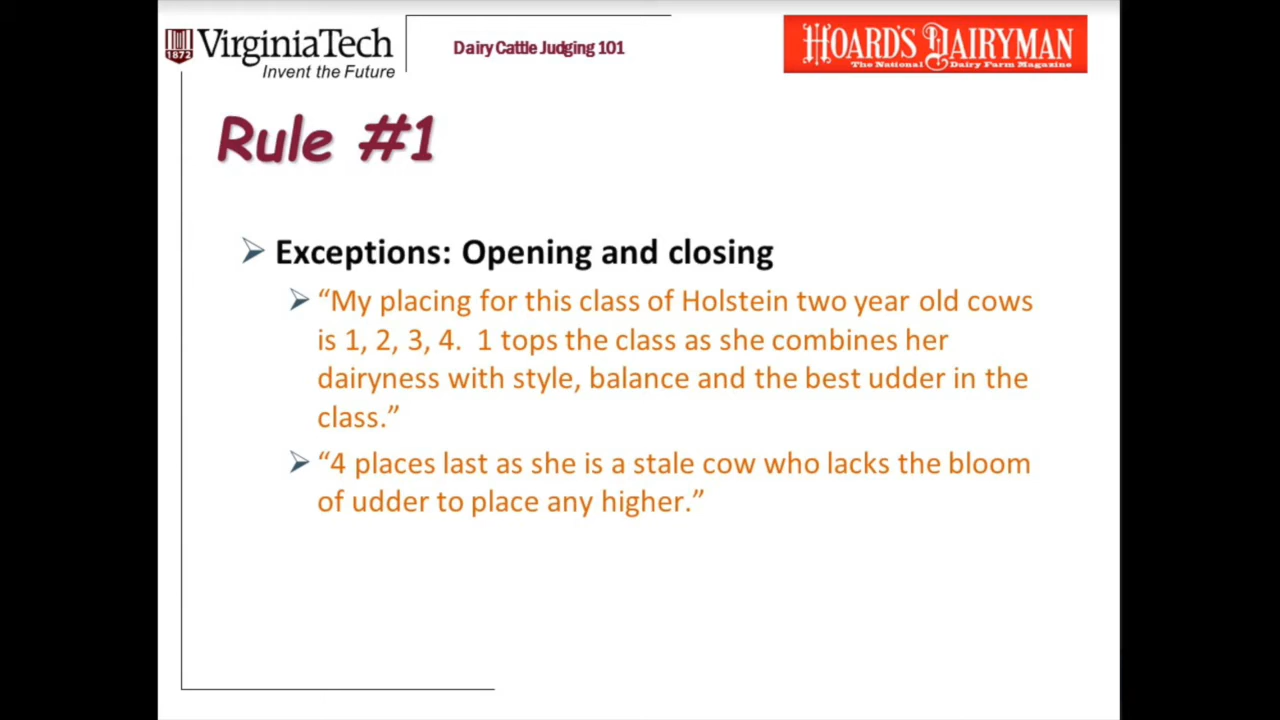 1872
VirginiaTech
Invent the Future
Dairy Cattle Judging 101
HOARD'S DAIRYMAN
The National Dairy Farm Magazine
Rule #1
Exceptions: Opening and closing
“My placing for this class of Holstein two year old cows
is 1, 2, 3, 4.  1 tops the class as she combines her
dairyness with style, balance and the best udder in the
class.”
“4 places last as she is a stale cow who lacks the bloom
of udder to place any higher.”